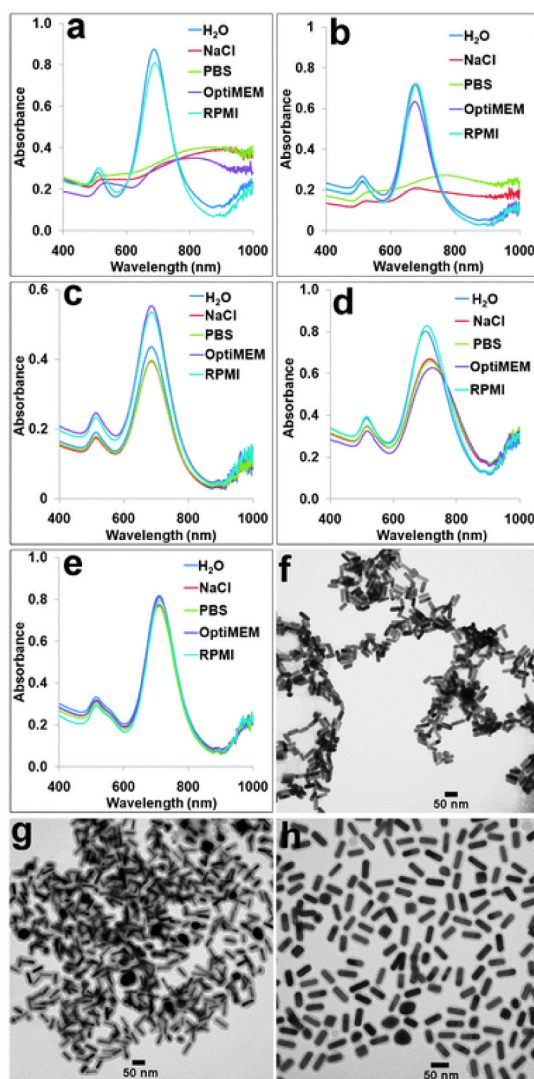 a
Absorbance
1.0
0.8
0.6
0.4
0.2
0.0
400 600 800 1000
Wavelength (nm)
H₂O
NaCl
PBS
OptiMEM
RPMI
b
Absorbance
1
0.8
0.6
0.4
0.2
0
400 600 800 1000
Wavelength (nm)
H₂O
NaCl
PBS
OptiMEM
RPMI
c
Absorbance
0.6
0.4
0.2
0
400 600 800 1000
Wavelength (nm)
H₂O
NaCl
PBS
OptiMEM
RPMI
d
Absorbance
1.0
0.8
0.6
0.4
0.2
0.0
400 600 800 1000
Wavelength (nm)
H₂O
NaCl
PBS
OptiMEM
RPMI
e
Absorbance
1.0
0.8
0.6
0.4
0.2
0.0
400 600 800 1000
Wavelength (nm)
H₂O
NaCl
PBS
OptiMEM
RPMI
f
50 nm
g
50 nm
h
50 nm